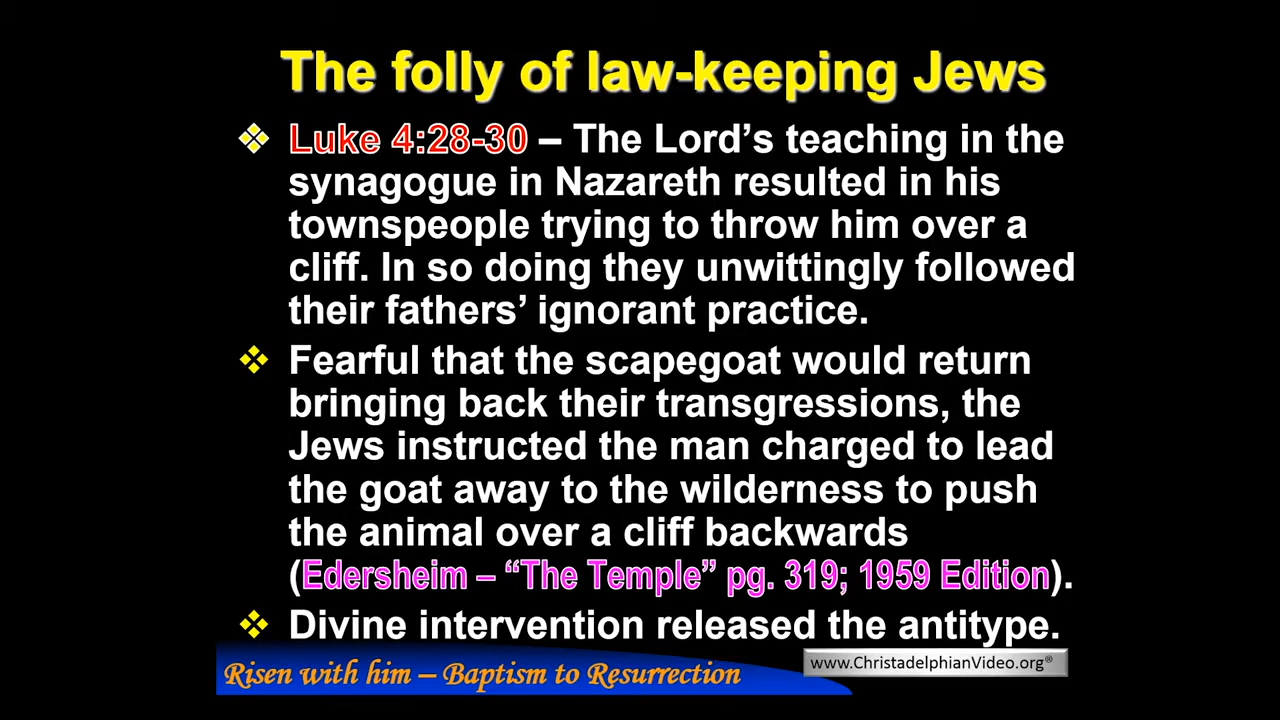 The folly of law-keeping Jews
❖ Luke 4:28-30 – The Lord’s teaching in the
synagogue in Nazareth resulted in his
townspeople trying to throw him over a
cliff. In so doing they unwittingly followed
their fathers’ ignorant practice.
❖ Fearful that the scapegoat would return
bringing back their transgressions, the
Jews instructed the man charged to lead
the goat away to the wilderness to push
the animal over a cliff backwards
(Edersheim – “The Temple” pg. 319; 1959 Edition).
❖ Divine intervention released the antitype.
www.ChristadelphianVideo.org®
Risen with him – Baptism to Resurrection